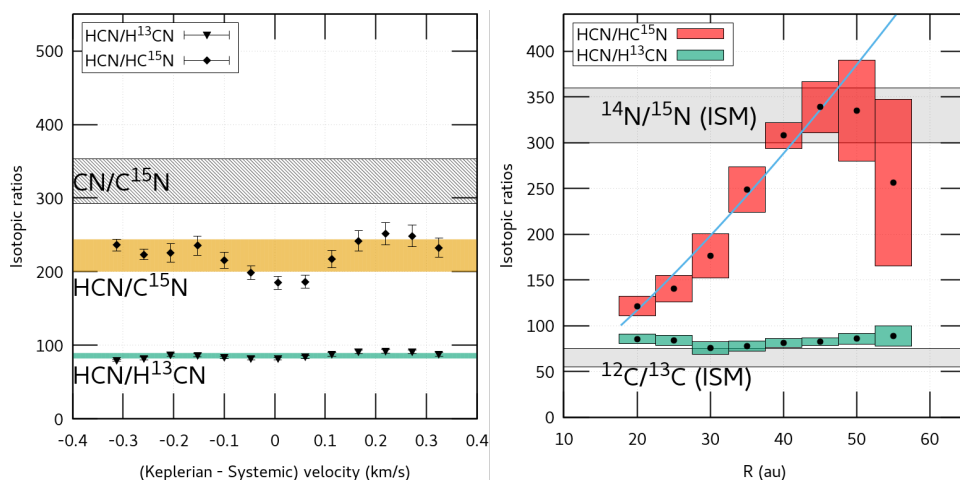 HCN/H¹³CN
HCN/HC¹⁵N
550
500
400
300
200
100
0
Isotopic ratios
CN/C¹⁵N
HCN/C¹⁵N
HCN/H¹³CN
-0.4 -0.3 -0.2 -0.1 0 0.1 0.2 0.3 0.4
(Keplerian - Systemic) velocity (km/s)
HCN/HC¹⁵N
HCN/H¹³CN
400
350
300
250
200
150
100
50
0
Isotopic ratios
¹⁴N/¹⁵N (ISM)
¹²C/¹³C (ISM)
10 20 30 40 50 60
R (au)